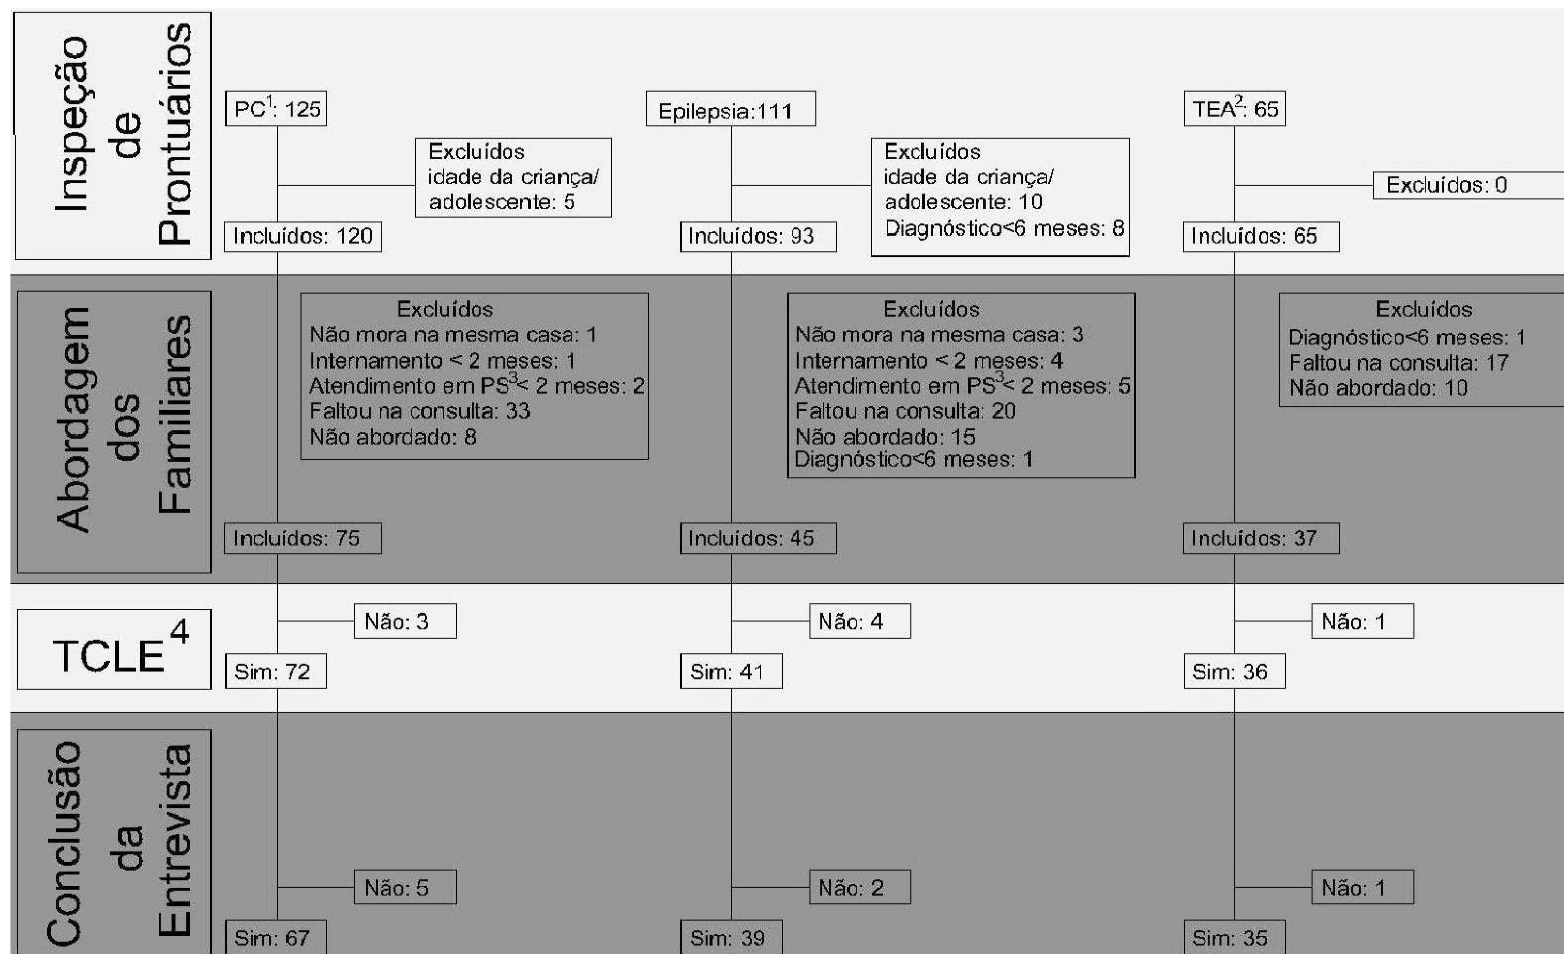 Inspeção
de
Prontuários
PC¹: 125
Epilepsia:111
TEA²: 65
Excluídos
idade da criança/
adolescente: 5
Excluídos
idade da criança/
adolescente: 10
Diagnóstico<6 meses: 8
Excluídos: 0
Incluídos: 120
Incluídos: 93
Incluídos: 65
Abordagem
dos
Familiares
Excluídos
Não mora na mesma casa: 1
Internamento < 2 meses: 1
Atendimento em PS³< 2 meses: 2
Faltou na consulta: 33
Não abordado: 8
Excluídos
Não mora na mesma casa: 3
Internamento < 2 meses: 4
Atendimento em PS³< 2 meses: 5
Faltou na consulta: 20
Não abordado: 15
Diagnóstico<6 meses: 1
Excluídos
Diagnóstico<6 meses: 1
Faltou na consulta: 17
Não abordado: 10
Incluídos: 75
Incluídos: 45
Incluídos: 37
TCLE⁴
Não: 3
Não: 4
Não: 1
Sim: 72
Sim: 41
Sim: 36
Conclusão
da
Entrevista
Não: 5
Não: 2
Não: 1
Sim: 67
Sim: 39
Sim: 35